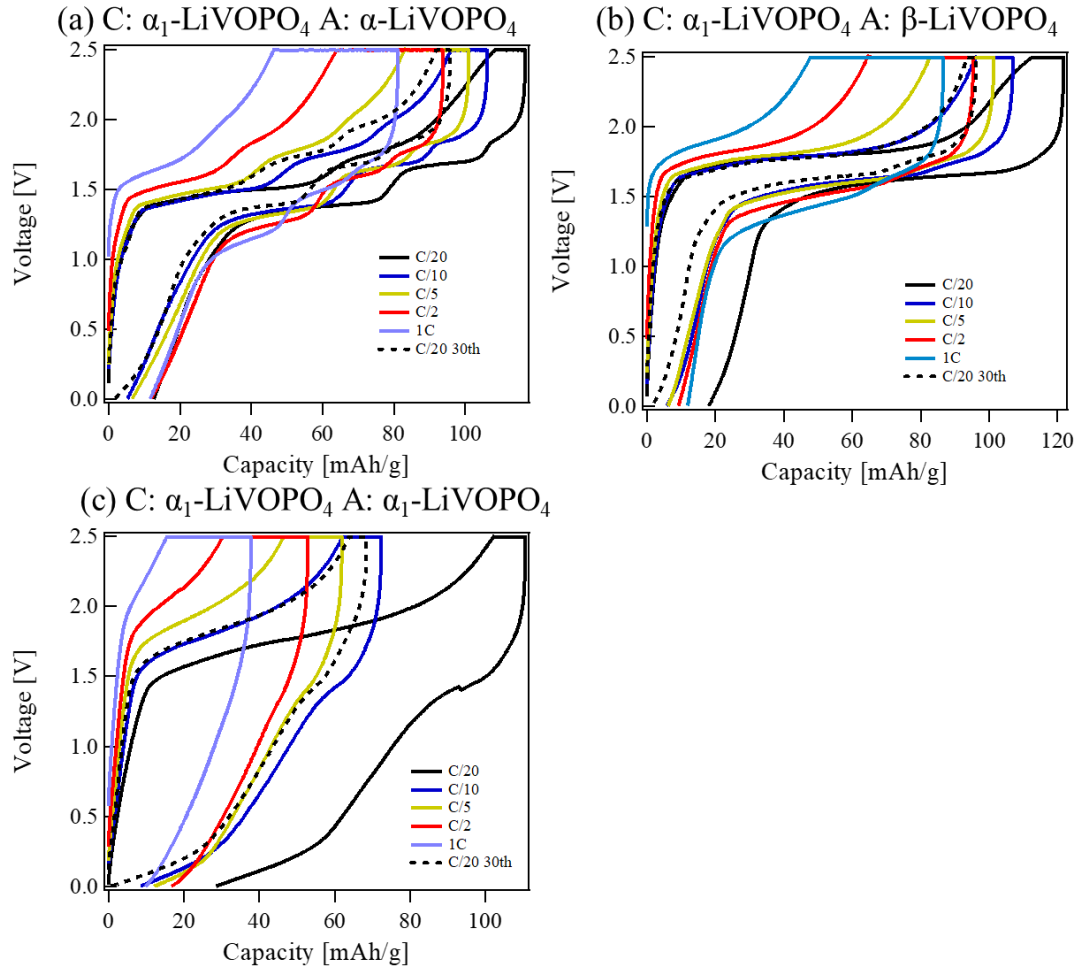 (a) C: α₁-LiVOPO₄ A: α-LiVOPO₄
2.5
2.0
1.5
1.0
0.5
0.0
Voltage [V]
C/20
C/10
C/5
C/2
1C
C/20 30th
0
20
40
60
80
100
Capacity [mAh/g]
(b) C: α₁-LiVOPO₄ A: β-LiVOPO₄
2.5
2.0
1.5
1.0
0.5
0.0
Voltage [V]
C/20
C/10
C/5
C/2
1C
C/20 30th
0
20
40
60
80
100
120
Capacity [mAh/g]
(c) C: α₁-LiVOPO₄ A: α₁-LiVOPO₄
2.5
2.0
1.5
1.0
0.5
0.0
Voltage [V]
C/20
C/10
C/5
C/2
1C
C/20 30th
0
20
40
60
80
100
Capacity [mAh/g]